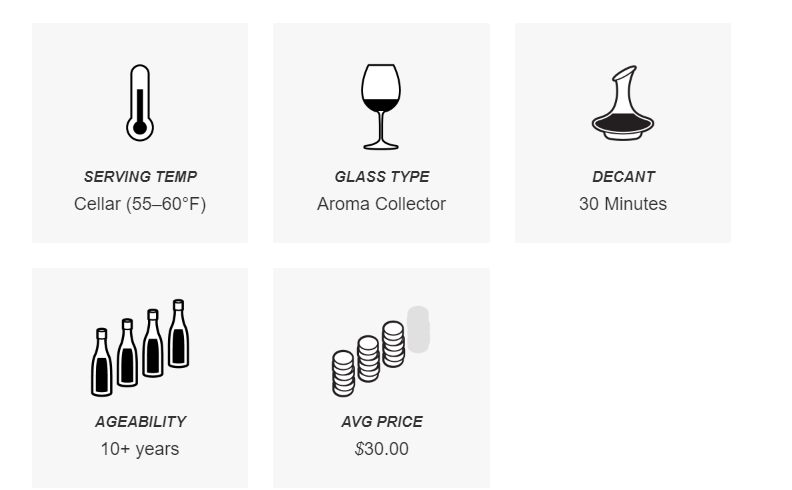 SERVING TEMP
Cellar (55–60°F)
GLASS TYPE
Aroma Collector
DECANT
30 Minutes
AGEABILITY
10+ years
AVG PRICE
$30.00